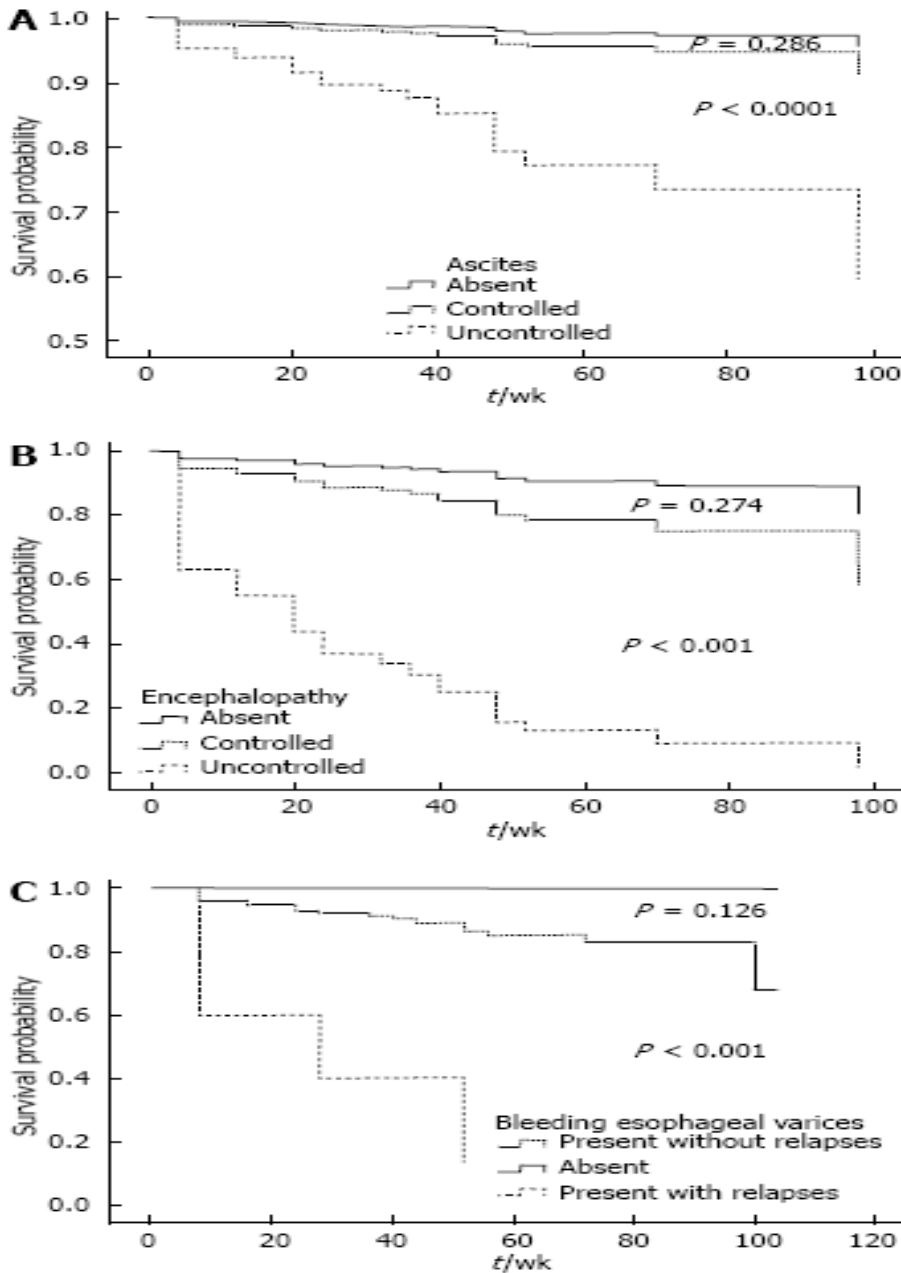 A
1.0
P = 0.286
0.9
P < 0.0001
0.8
0.7
0.6
0.5
Survival probability
Ascites
Absent
Controlled
Uncontrolled
0 20 40 60 80 100
t/wk
B
1.0
0.8
P = 0.274
0.6
0.4
P < 0.001
0.2
0.0
Survival probability
Encephalopathy
Absent
Controlled
Uncontrolled
0 20 40 60 80 100
t/wk
C
1.0
P = 0.126
0.8
0.6
P < 0.001
0.4
0.2
0.0
Survival probability
Bleeding esophageal varices
Present without relapses
Absent
Present with relapses
0 20 40 60 80 100 120
t/wk